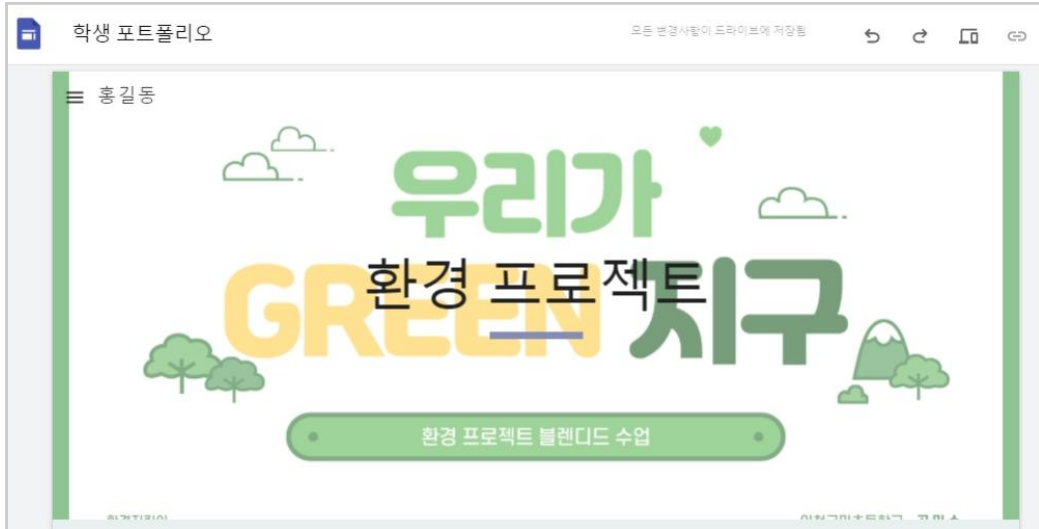 학생 포트폴리오
모든 변경사항이 드라이브에 저장됨
홍길동
우리가
환경 프로젝트
GREEN 지구
환경 프로젝트 블렌디드 수업